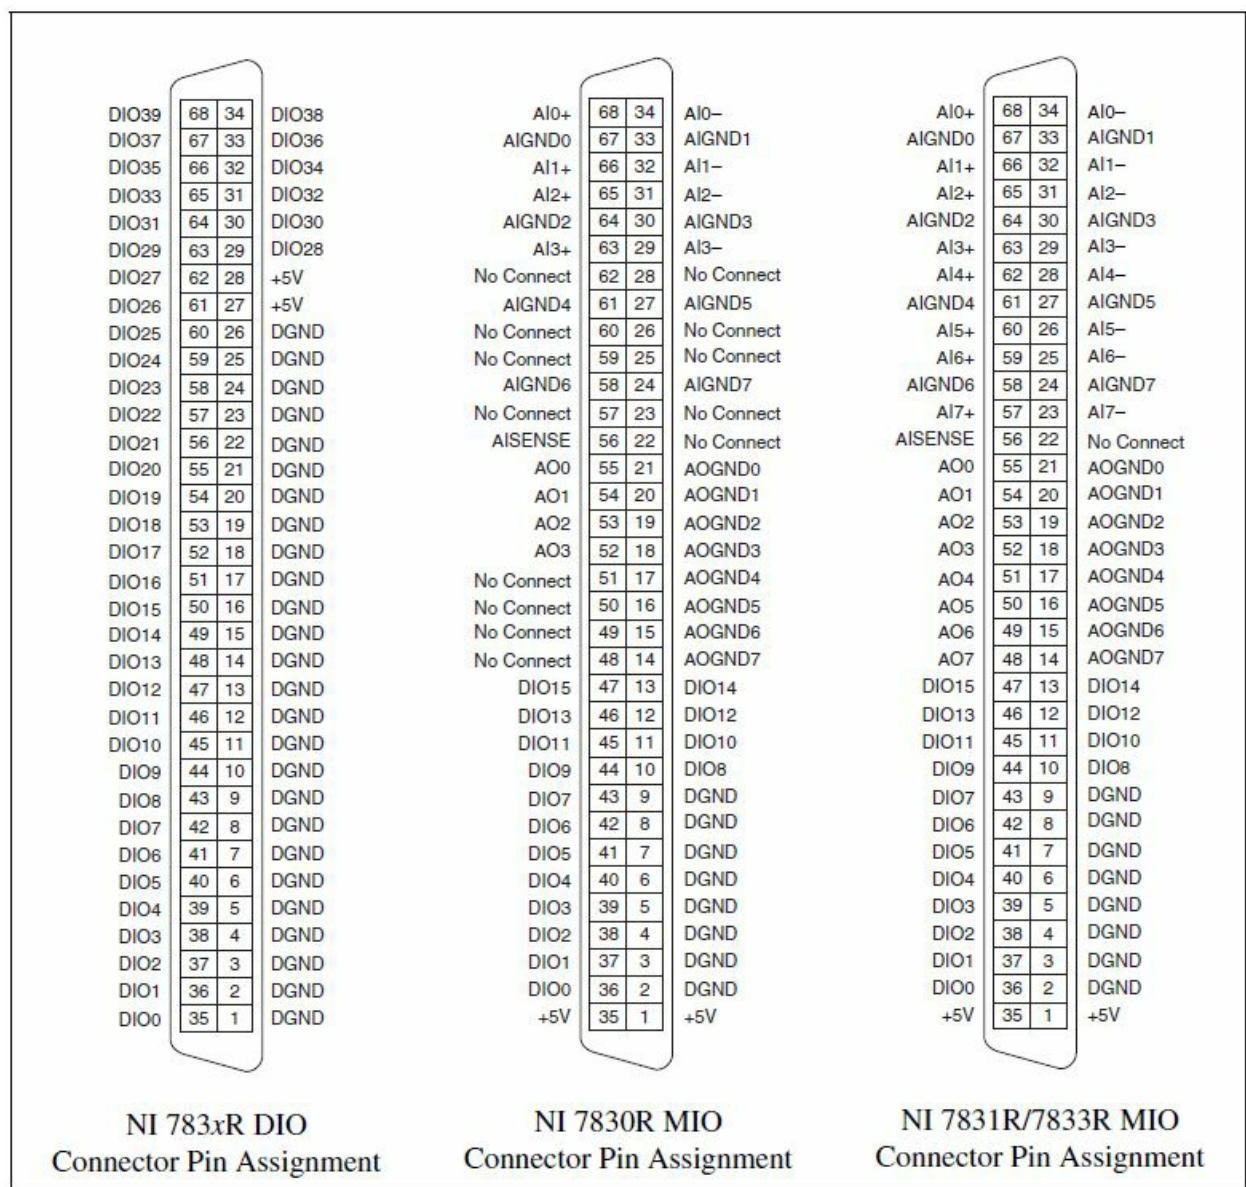 DIO39 68 34 DIO38
DIO37 67 33 DIO36
DIO35 66 32 DIO34
DIO33 65 31 DIO32
DIO31 64 30 DIO30
DIO29 63 29 DIO28
DIO27 62 28 +5V
DIO26 61 27 +5V
DIO25 60 26 DGND
DIO24 59 25 DGND
DIO23 58 24 DGND
DIO22 57 23 DGND
DIO21 56 22 DGND
DIO20 55 21 DGND
DIO19 54 20 DGND
DIO18 53 19 DGND
DIO17 52 18 DGND
DIO16 51 17 DGND
DIO15 50 16 DGND
DIO14 49 15 DGND
DIO13 48 14 DGND
DIO12 47 13 DGND
DIO11 46 12 DGND
DIO10 45 11 DGND
DIO9 44 10 DGND
DIO8 43 9 DGND
DIO7 42 8 DGND
DIO6 41 7 DGND
DIO5 40 6 DGND
DIO4 39 5 DGND
DIO3 38 4 DGND
DIO2 37 3 DGND
DIO1 36 2 DGND
DIO0 35 1 DGND
NI 783xR DIO
Connector Pin Assignment
AI0+ 68 34 AI0–
AIGND0 67 33 AIGND1
AI1+ 66 32 AI1–
AI2+ 65 31 AI2–
AIGND2 64 30 AIGND3
AI3+ 63 29 AI3–
No Connect 62 28 No Connect
AIGND4 61 27 AIGND5
No Connect 60 26 No Connect
No Connect 59 25 No Connect
AIGND6 58 24 AIGND7
No Connect 57 23 No Connect
AISENSE 56 22 No Connect
AO0 55 21 AOGND0
AO1 54 20 AOGND1
AO2 53 19 AOGND2
AO3 52 18 AOGND3
No Connect 51 17 AOGND4
No Connect 50 16 AOGND5
No Connect 49 15 AOGND6
No Connect 48 14 AOGND7
DIO15 47 13 DIO14
DIO13 46 12 DIO12
DIO11 45 11 DIO10
DIO9 44 10 DIO8
DIO7 43 9 DGND
DIO6 42 8 DGND
DIO5 41 7 DGND
DIO4 40 6 DGND
DIO3 39 5 DGND
DIO2 38 4 DGND
DIO1 37 3 DGND
DIO0 36 2 DGND
+5V 35 1 +5V
NI 7830R MIO
Connector Pin Assignment
AI0+ 68 34 AI0–
AIGND0 67 33 AIGND1
AI1+ 66 32 AI1–
AI2+ 65 31 AI2–
AIGND2 64 30 AIGND3
AI3+ 63 29 AI3–
AI4+ 62 28 AI4–
AIGND4 61 27 AIGND5
AI5+ 60 26 AI5–
AI6+ 59 25 AI6–
AIGND6 58 24 AIGND7
AI7+ 57 23 AI7–
AISENSE 56 22 No Connect
AO0 55 21 AOGND0
AO1 54 20 AOGND1
AO2 53 19 AOGND2
AO3 52 18 AOGND3
AO4 51 17 AOGND4
AO5 50 16 AOGND5
AO6 49 15 AOGND6
AO7 48 14 AOGND7
DIO15 47 13 DIO14
DIO13 46 12 DIO12
DIO11 45 11 DIO10
DIO9 44 10 DIO8
DIO7 43 9 DGND
DIO6 42 8 DGND
DIO5 41 7 DGND
DIO4 40 6 DGND
DIO3 39 5 DGND
DIO2 38 4 DGND
DIO1 37 3 DGND
DIO0 36 2 DGND
+5V 35 1 +5V
NI 7831R/7833R MIO
Connector Pin Assignment